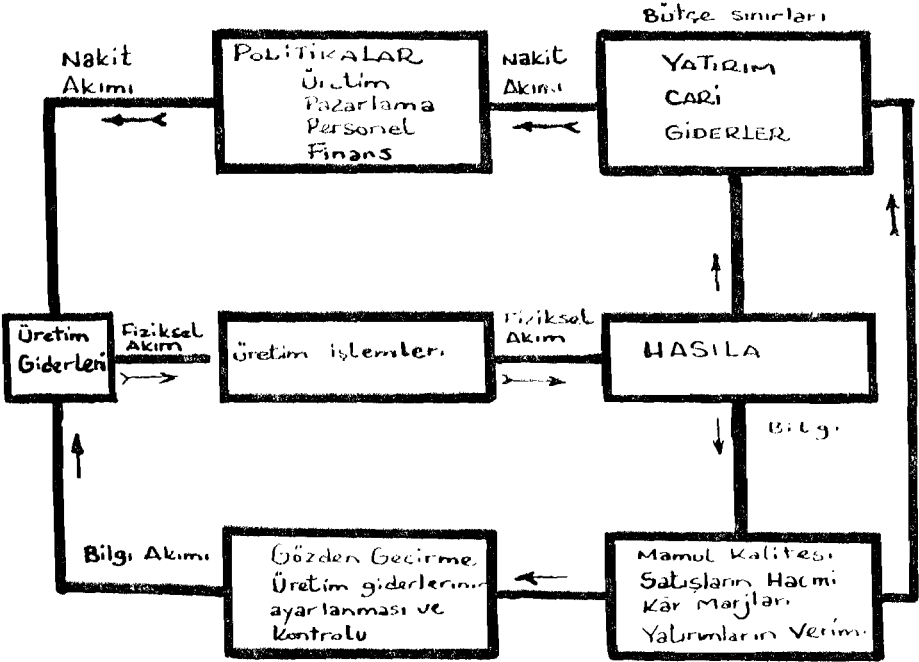 Bütçe sınırları
Nakit
Akımı
POLİTİKALAR
Üretim
Pazarlama
Personel
Finans
Nakit
Akımı
YATIRIM
CARİ
GİDERLER
Üretim
Giderleri
Fiziksel
Akım
Üretim işlemleri
Fiziksel
Akım
HASILA
Bilgi
Bilgi Akımı
Gözden Geçirme
Üretim giderlerinin
ayarlanması ve
Kontrolu
Mamul Kalitesi
Satışların Hacmi
Kâr Marjları
Yatırımların Verim.